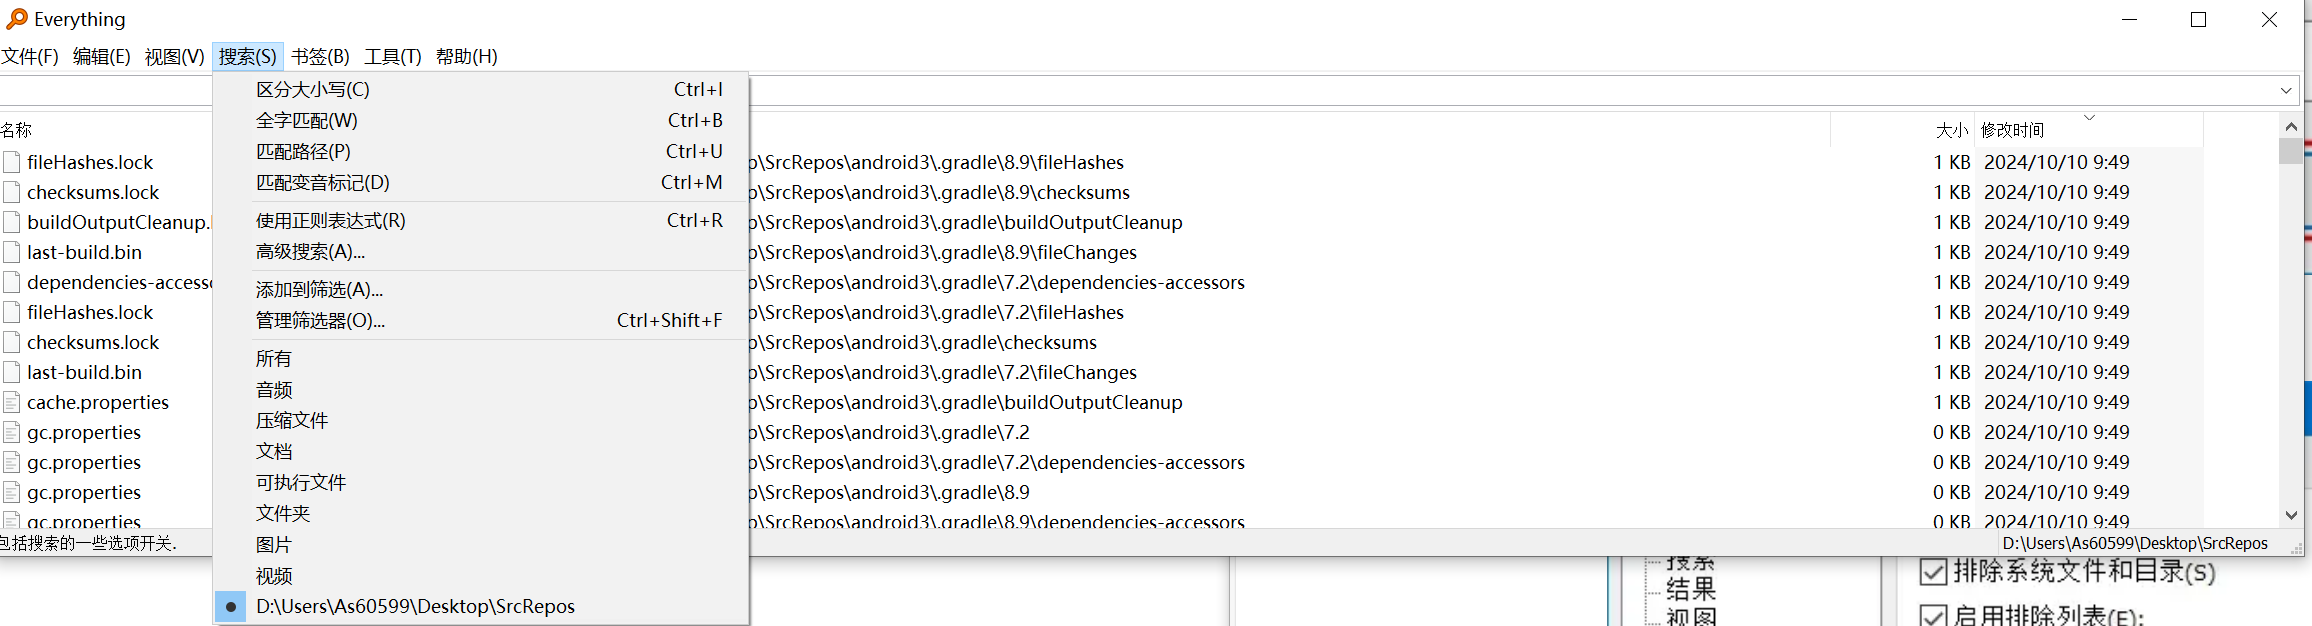 Everything
文件(F) 编辑(E) 视图(V) 搜索(S) 书签(B) 工具(T) 帮助(H)
区分大小写(C) Ctrl+I
全字匹配(W) Ctrl+B
匹配路径(P) Ctrl+U
匹配变音标记(D) Ctrl+M
使用正则表达式(R) Ctrl+R
高级搜索(A)...
添加到筛选(A)...
管理筛选器(O)... Ctrl+Shift+F
所有
音频
压缩文件
文档
可执行文件
文件夹
图片
视频
D:\Users\As60599\Desktop\SrcRepos
名称 大小 修改时间
fileHashes.lock p\SrcRepos\android3\.gradle\8.9\fileHashes 1 KB 2024/10/10 9:49
checksums.lock p\SrcRepos\android3\.gradle\8.9\checksums 1 KB 2024/10/10 9:49
buildOutputCleanup. p\SrcRepos\android3\.gradle\buildOutputCleanup 1 KB 2024/10/10 9:49
last-build.bin p\SrcRepos\android3\.gradle\8.9\fileChanges 1 KB 2024/10/10 9:49
dependencies-access p\SrcRepos\android3\.gradle\7.2\dependencies-accessors 1 KB 2024/10/10 9:49
fileHashes.lock p\SrcRepos\android3\.gradle\7.2\fileHashes 1 KB 2024/10/10 9:49
checksums.lock p\SrcRepos\android3\.gradle\checksums 1 KB 2024/10/10 9:49
last-build.bin p\SrcRepos\android3\.gradle\7.2\fileChanges 1 KB 2024/10/10 9:49
cache.properties p\SrcRepos\android3\.gradle\buildOutputCleanup 1 KB 2024/10/10 9:49
gc.properties p\SrcRepos\android3\.gradle\7.2 0 KB 2024/10/10 9:49
gc.properties p\SrcRepos\android3\.gradle\7.2\dependencies-accessors 0 KB 2024/10/10 9:49
gc.properties p\SrcRepos\android3\.gradle\8.9 0 KB 2024/10/10 9:49
gc.properties p\SrcRepos\android3\.gradle\8.9\dependencies-accessors 0 KB 2024/10/10 9:49
包括搜索的一些选项开关. D:\Users\As60599\Desktop\SrcRepos
搜索
结果
视图
排除系统文件和目录(S)
启用排除列表(E):